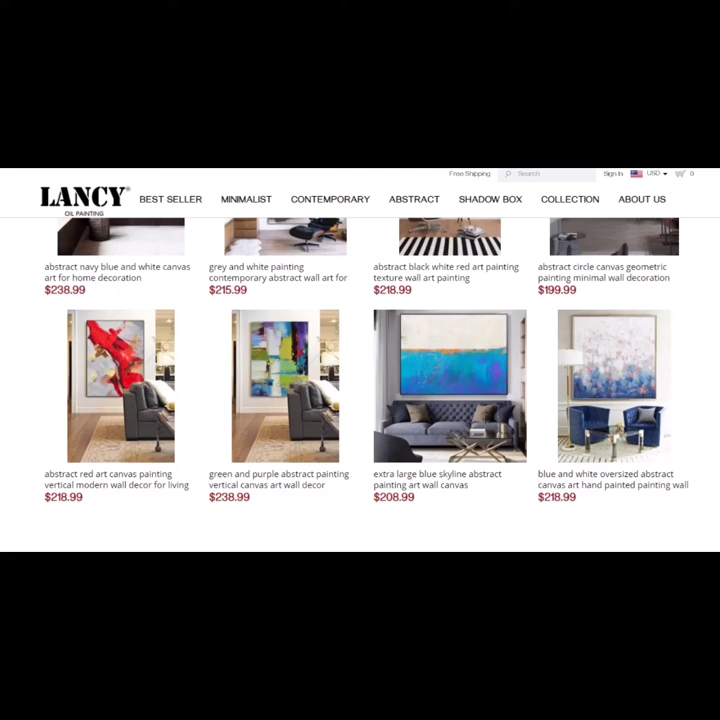 Free Shipping Search Sign In USD 0
LANCY®
OIL PAINTING
BEST SELLER MINIMALIST CONTEMPORARY ABSTRACT SHADOW BOX COLLECTION ABOUT US
abstract navy blue and white canvas
art for home decoration
$238.99
grey and white painting
contemporary abstract wall art for
$215.99
abstract black white red art painting
texture wall art painting
$218.99
abstract circle canvas geometric
painting minimal wall decoration
$199.99
abstract red art canvas painting
vertical modern wall decor for living
$218.99
green and purple abstract painting
vertical canvas art wall decor
$238.99
extra large blue skyline abstract
painting art wall canvas
$208.99
blue and white oversized abstract
canvas art hand painted painting wall
$218.99